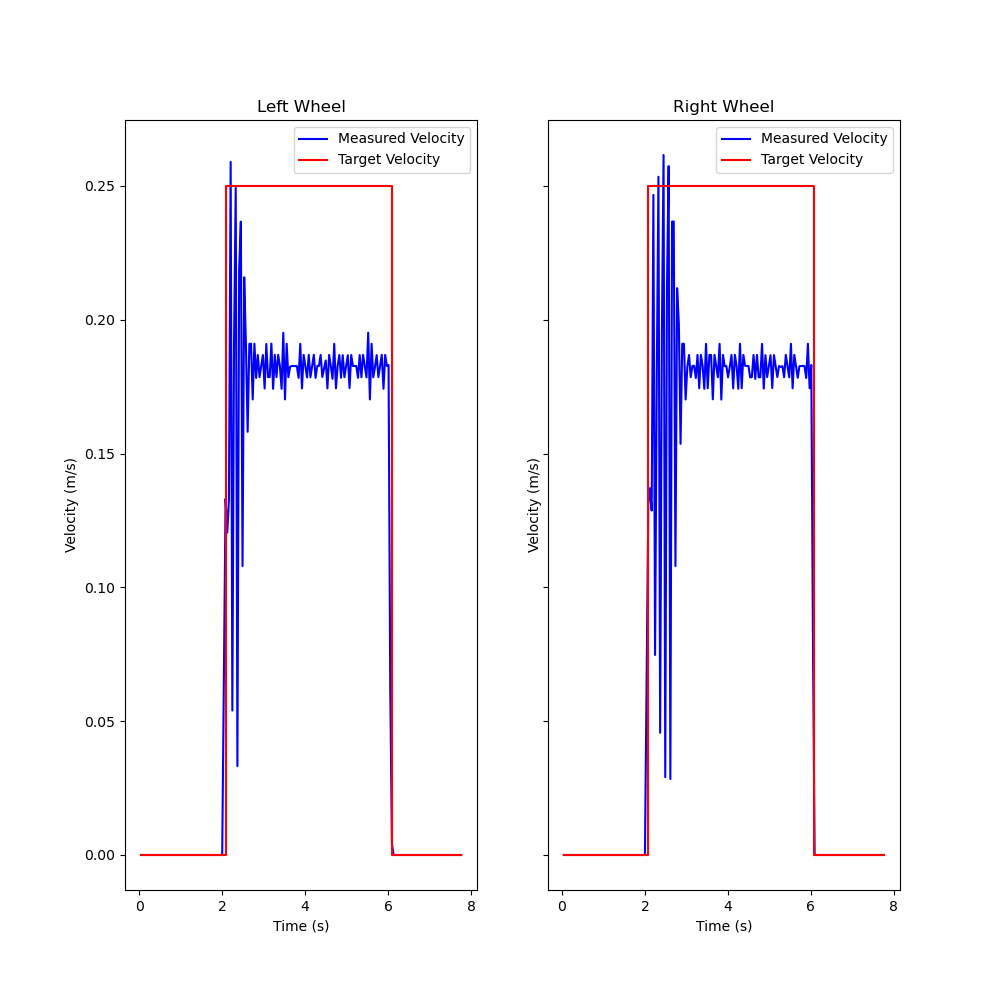 Left Wheel
Measured Velocity
Target Velocity
0.25
0.20
0.15
0.10
0.05
0.00
Velocity (m/s)
0 2 4 6 8
Time (s)
Right Wheel
Measured Velocity
Target Velocity
Velocity (m/s)
0 2 4 6 8
Time (s)